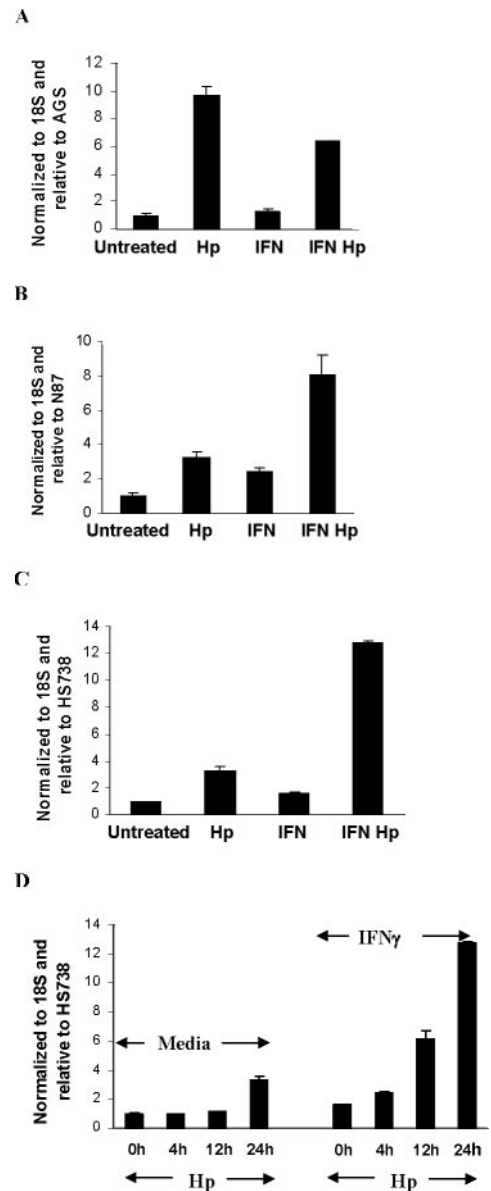 A
Normalized to 18S and
relative to AGS
12
10
8
6
4
2
0
Untreated Hp IFN IFN Hp
B
Normalized to 18S and
relative to N87
10
8
6
4
2
0
Untreated Hp IFN IFN Hp
C
Normalized to 18S and
relative to HS738
14
12
10
8
6
4
2
0
Untreated Hp IFN IFN Hp
D
Normalized to 18S and
relative to HS738
14
12
10
8
6
4
2
0
Media
IFNγ
0h 4h 12h 24h 0h 4h 12h 24h
Hp Hp